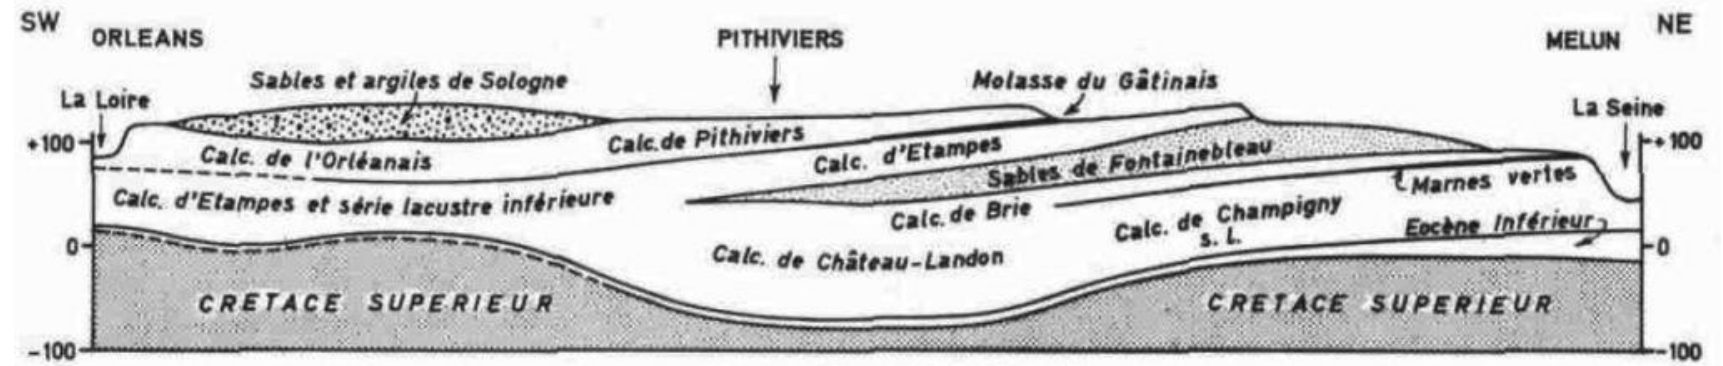 SW
NE
ORLEANS
PITHIVIERS
MELUN
Sables et argiles de Sologne
Molasse du Gâtinais
La Loire
La Seine
+100
+100
Calc. de Pithiviers
Calc. de l'Orléanais
Calc. d'Etampes
Sables de Fontainebleau
Marnes vertes
Calc. d'Etampes et série lacustre inférieure
Calc. de Brie
Calc. de Champigny
s. l.
Eocène Inférieur
0
0
Calc. de Château-Landon
CRETACE SUPERIEUR
CRETACE SUPERIEUR
-100
-100